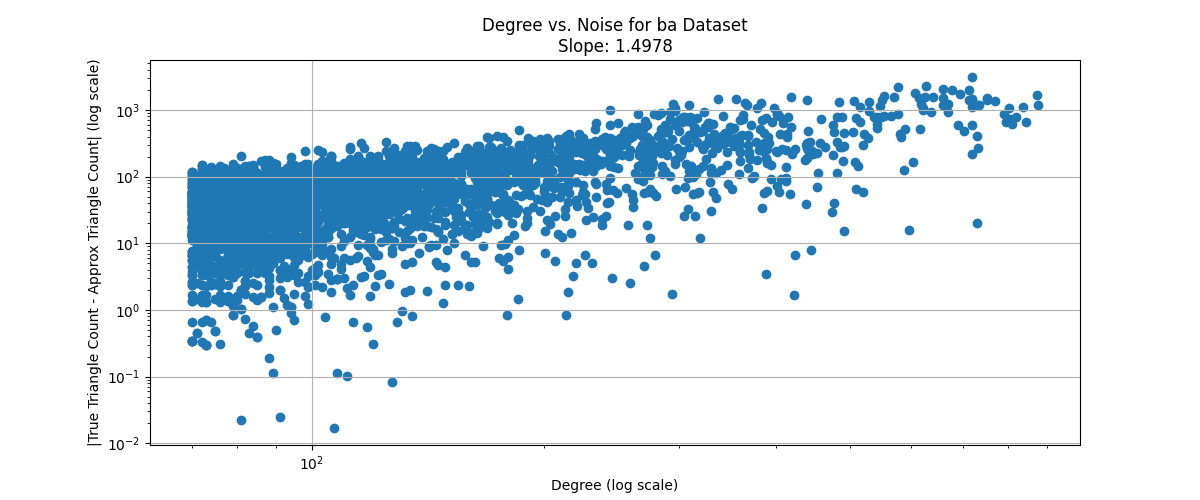 Degree vs. Noise for ba Dataset
Slope: 1.4978
|True Triangle Count - Approx Triangle Count| (log scale)
10³
10²
10¹
10⁰
10⁻¹
10⁻²
10²
Degree (log scale)